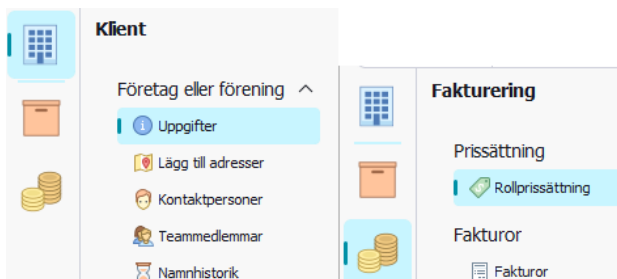 Klient
Företag eller förening
Uppgifter
Lägg till adresser
Kontaktpersoner
Teammedlemmar
Namnhistorik
Fakturering
Prissättning
Rollprissättning
Fakturor
Fakturor